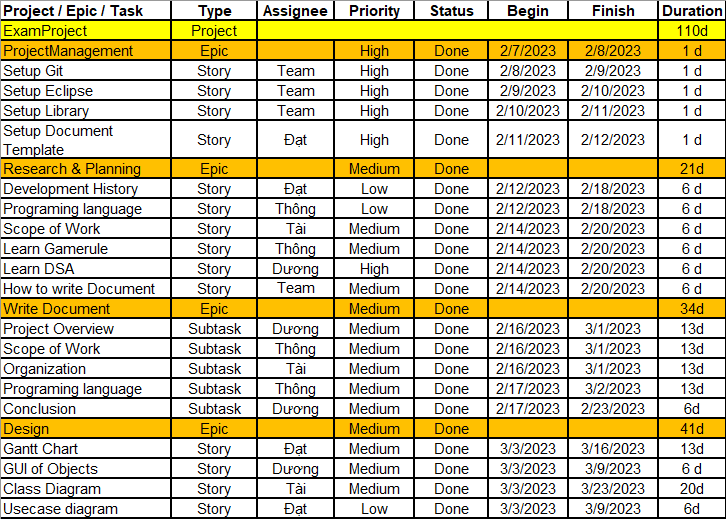 Project / Epic / Task Type Assignee Priority Status Begin Finish Duration
ExamProject Project 110d
ProjectManagement Epic High Done 2/7/2023 2/8/2023 1 d
Setup Git Story Team High Done 2/8/2023 2/9/2023 1 d
Setup Eclipse Story Team High Done 2/9/2023 2/10/2023 1 d
Setup Library Story Team High Done 2/10/2023 2/11/2023 1 d
Setup Document
Template Story Đạt High Done 2/11/2023 2/12/2023 1 d
Research & Planning Epic Medium Done 21d
Development History Story Đạt Low Done 2/12/2023 2/18/2023 6 d
Programing language Story Thông Low Done 2/12/2023 2/18/2023 6 d
Scope of Work Story Tài Medium Done 2/14/2023 2/20/2023 6 d
Learn Gamerule Story Thông Medium Done 2/14/2023 2/20/2023 6 d
Learn DSA Story Dương High Done 2/14/2023 2/20/2023 6 d
How to write Document Story Team Medium Done 2/14/2023 2/20/2023 6 d
Write Document Epic Medium Done 34d
Project Overview Subtask Dương Medium Done 2/16/2023 3/1/2023 13d
Scope of Work Subtask Thông Medium Done 2/16/2023 3/1/2023 13d
Organization Subtask Tài Medium Done 2/16/2023 3/1/2023 13d
Programing language Subtask Thông Medium Done 2/17/2023 3/2/2023 13d
Conclusion Subtask Dương Medium Done 2/17/2023 2/23/2023 6d
Design Epic Medium Done 41d
Gantt Chart Story Đạt Medium Done 3/3/2023 3/16/2023 13d
GUI of Objects Story Dương Medium Done 3/3/2023 3/9/2023 6 d
Class Diagram Story Tài Medium Done 3/3/2023 3/23/2023 20d
Usecase diagram Story Đạt Low Done 3/3/2023 3/9/2023 6d